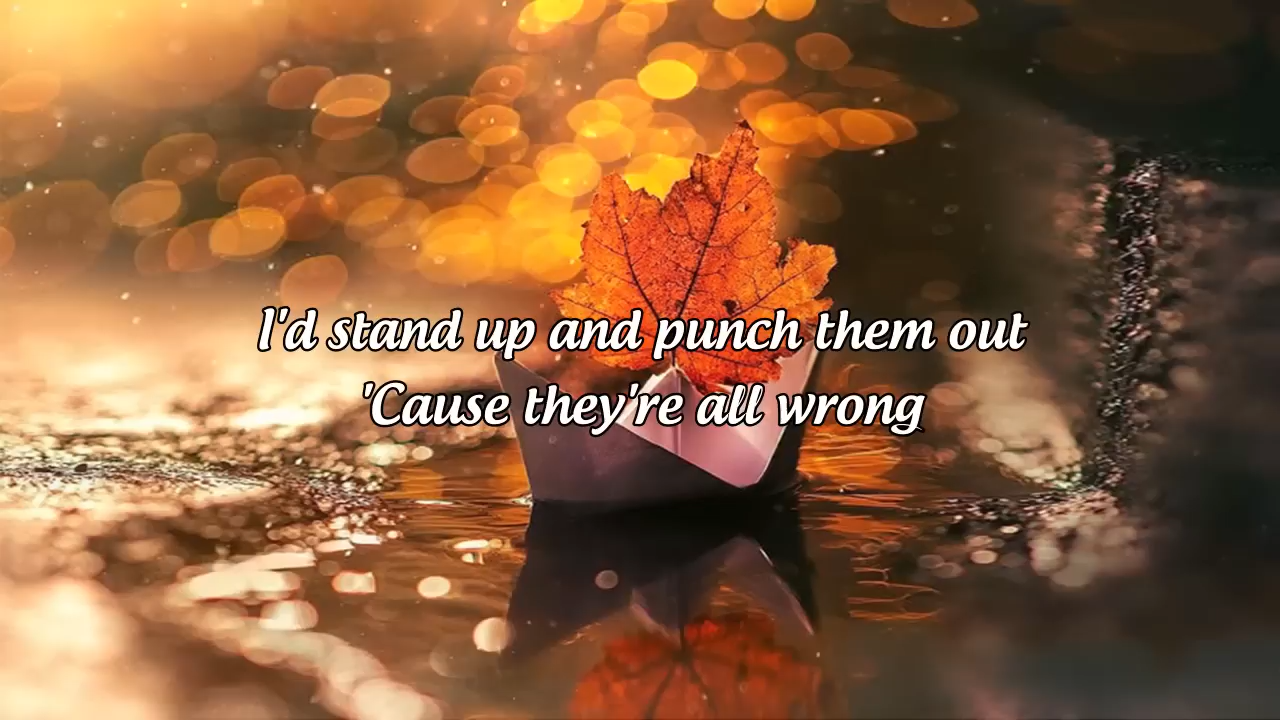 I'd stand up and punch them out
'Cause they're all wrong